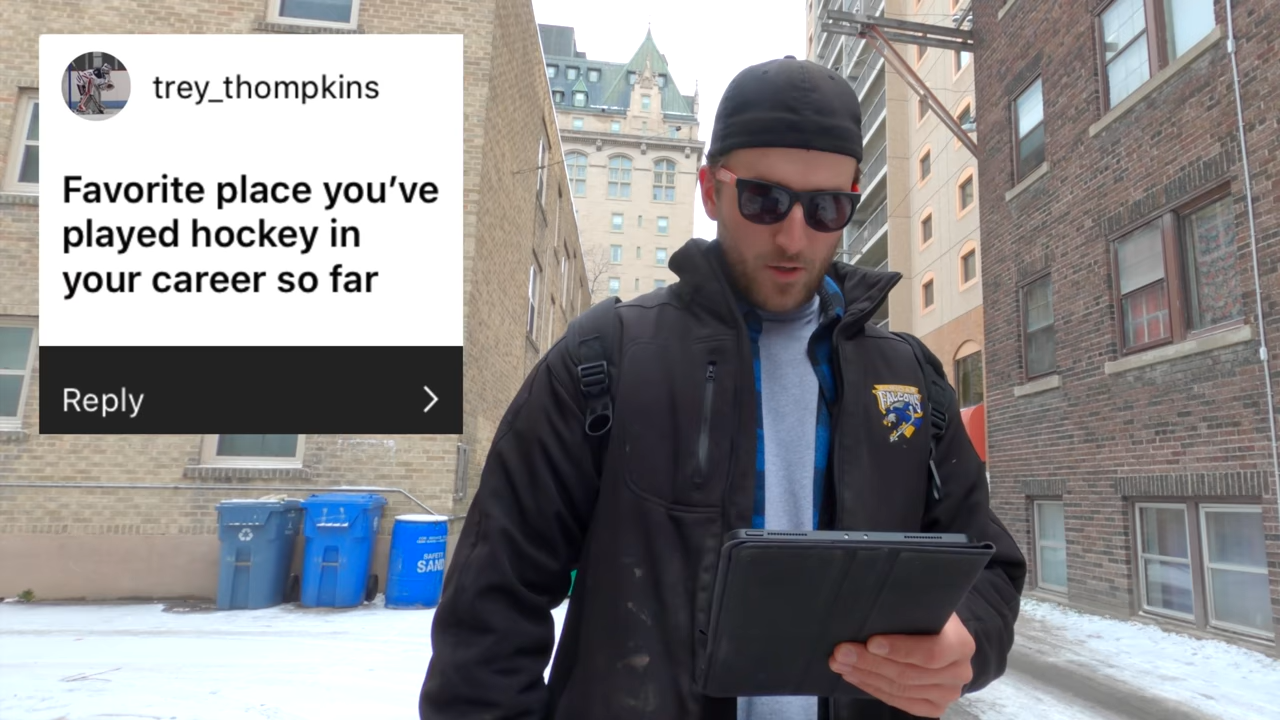 trey_thompkins
Favorite place you’ve
played hockey in
your career so far
Reply
FALCONS
SAFETY
SAND